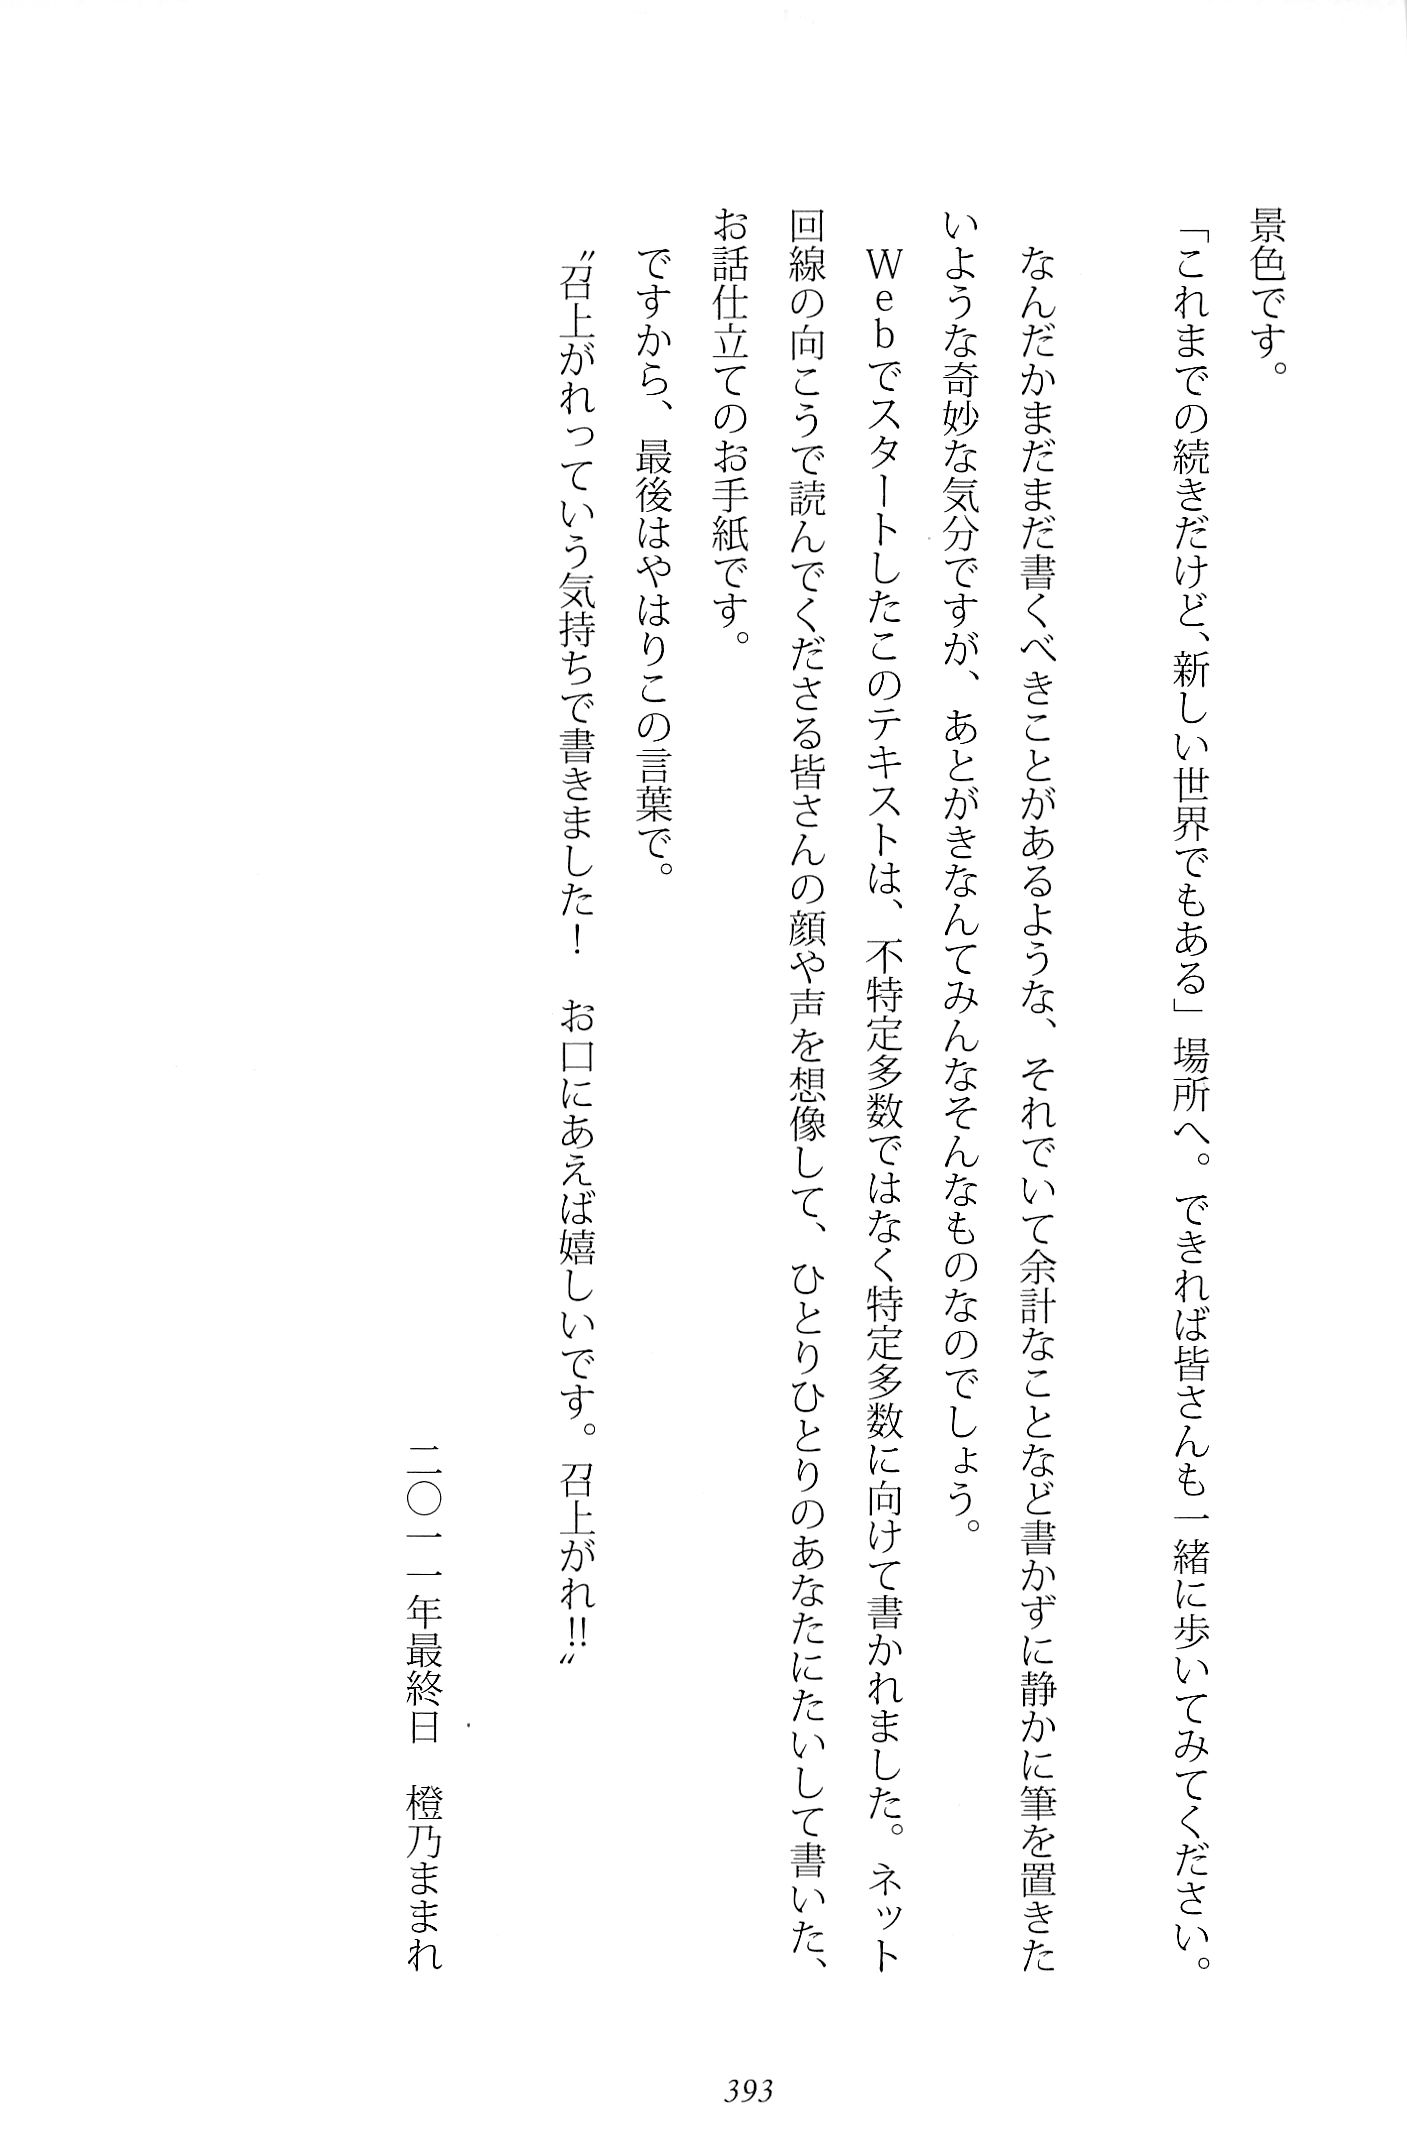 景色です。
「これまでの続きだけど、新しい世界でもある」場所へ。できれば皆さんも一緒に歩いてみてください。
なんだかまだまだ書くべきことがあるような、それでいて余計なことなど書かずに静かに筆を置きた
いような奇妙な気分ですが、あとがきなんてみんなそんなものなのでしょう。
Ｗｅｂでスタートしたこのテキストは、不特定多数ではなく特定多数に向けて書かれました。ネット
回線の向こうで読んでくださる皆さんの顔や声を想像して、ひとりひとりのあなたにたいして書いた、
お話仕立てのお手紙です。
ですから、最後はやはりこの言葉で。
〝召上がれっていう気持ちで書きました！　お口にあえば嬉しいです。召上がれ!!〟
二〇一一年最終日　橙乃ままれ
393